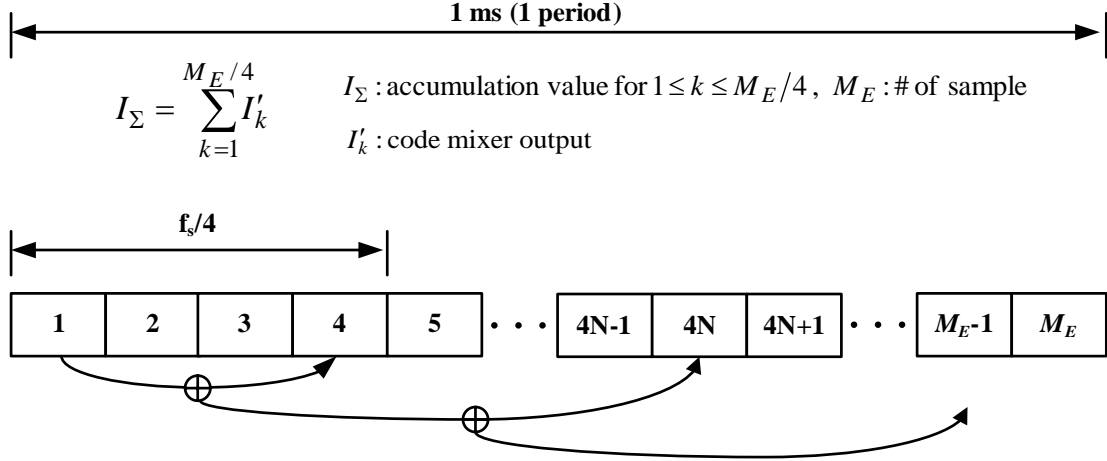 1 ms (1 period)
I_Σ = ∑_{k=1}^{M_E/4} I'_k
I_Σ : accumulation value for 1 ≤ k ≤ M_E/4 , M_E : # of sample
I'_k : code mixer output
f_s/4
1 2 3 4 5 · · · 4N-1 4N 4N+1 · · · M_E-1 M_E